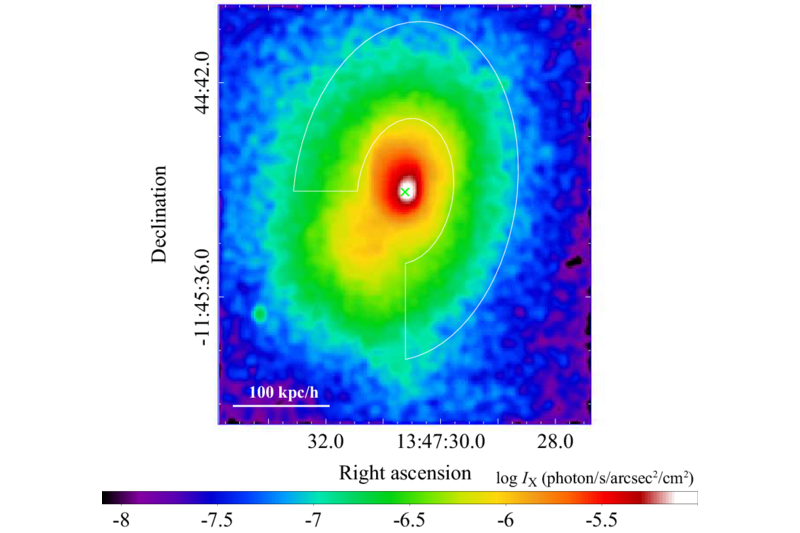 Declination
44:42.0
-11:45:36.0
100 kpc/h
32.0 13:47:30.0 28.0
Right ascension
log I_X (photon/s/arcsec²/cm²)
-8 -7.5 -7 -6.5 -6 -5.5